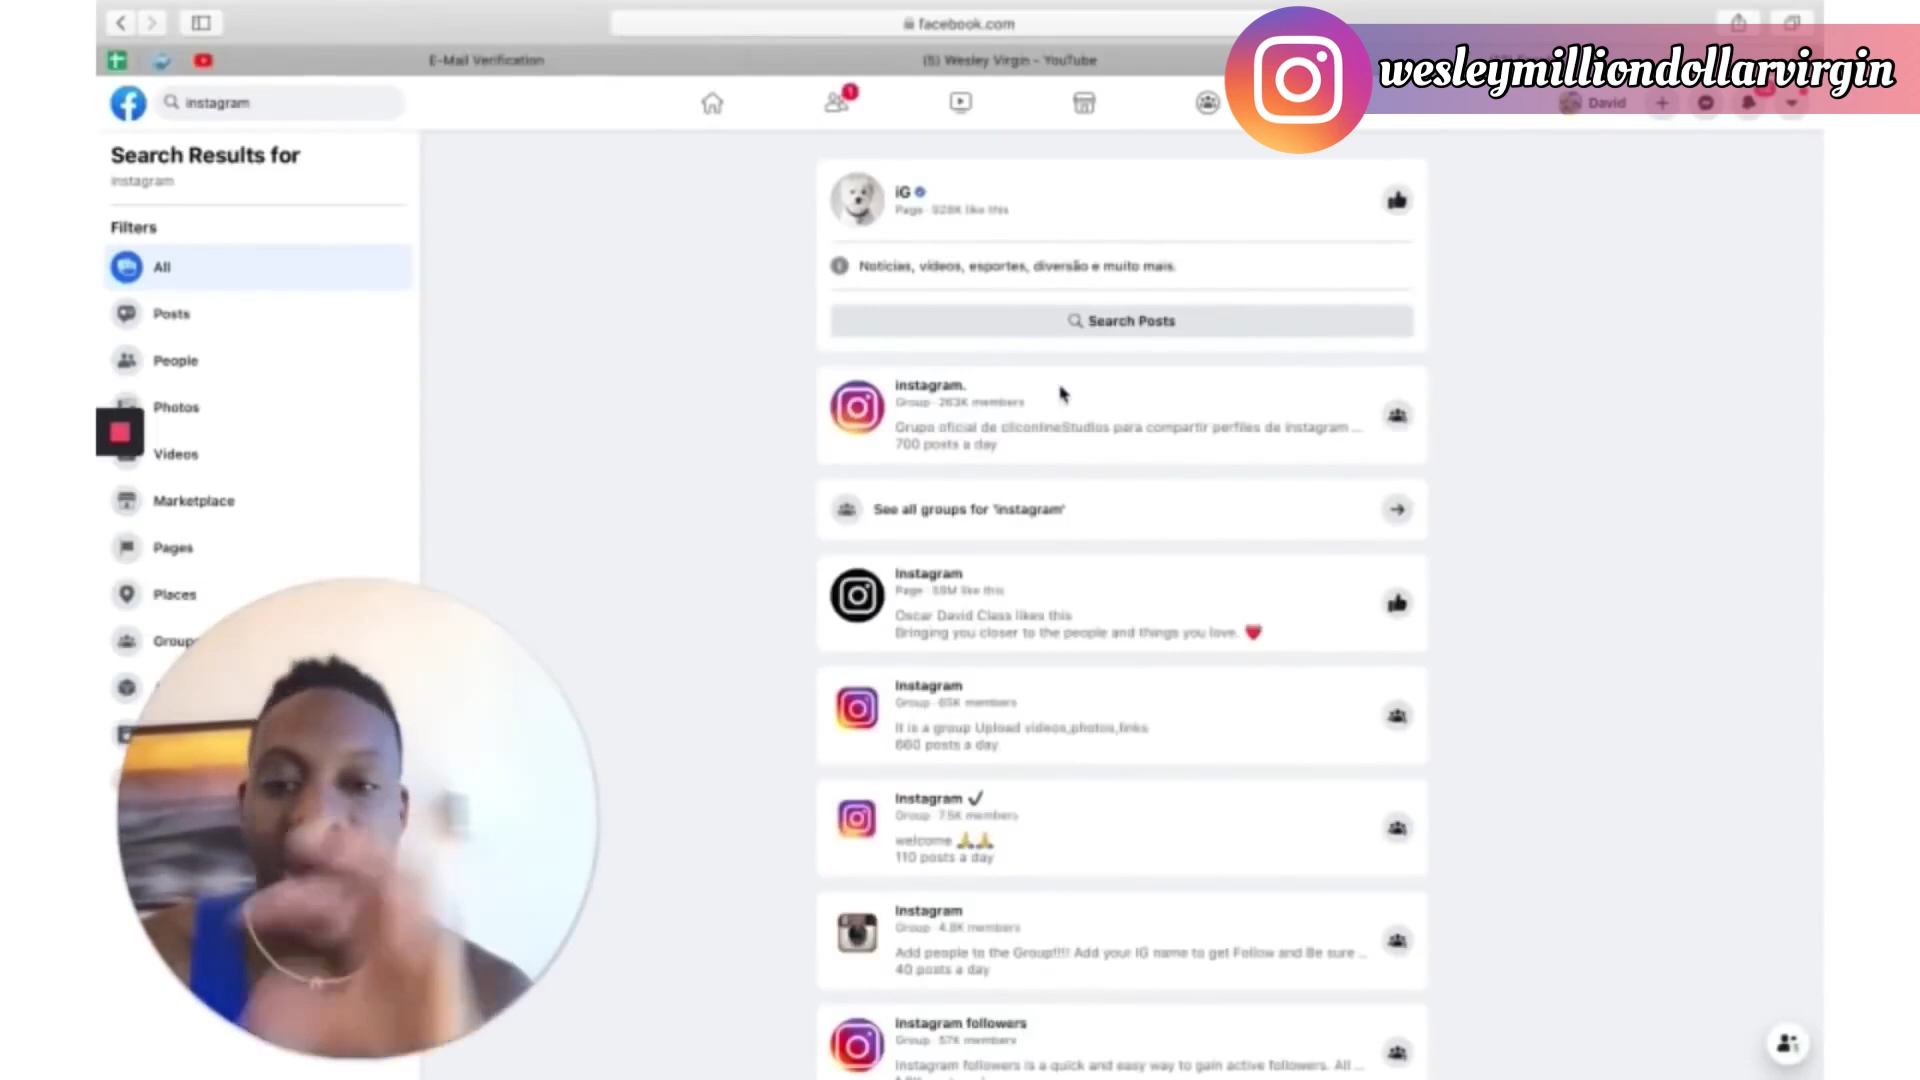 facebook.com
wesleymilliondollarvirgin
E-Mail Verification
(5) Wesley Virgin - YouTube
instagram
1
David
Search Results for
instagram
Filters
All
Posts
People
Photos
Videos
Marketplace
Pages
Places
Groups
iG
Page · 928K like this
Notícias, vídeos, esportes, diversão e muito mais.
Search Posts
instagram.
Group · 263K members
Grupo oficial de cliconlineStudios para compartir perfiles de instagram ...
700 posts a day
See all groups for 'instagram'
Instagram
Page · 59M like this
Oscar David Class likes this
Bringing you closer to the people and things you love. ❤️
Instagram
Group · 65K members
It is a group Upload videos,photos,links
660 posts a day
Instagram ✔
Group · 7.5K members
welcome 🙏🙏
110 posts a day
Instagram
Group · 4.8K members
Add people to the Group!!!! Add your IG name to get Follow and Be sure ...
40 posts a day
Instagram followers
Group · 57K members
Instagram followers is a quick and easy way to gain active followers. All ...